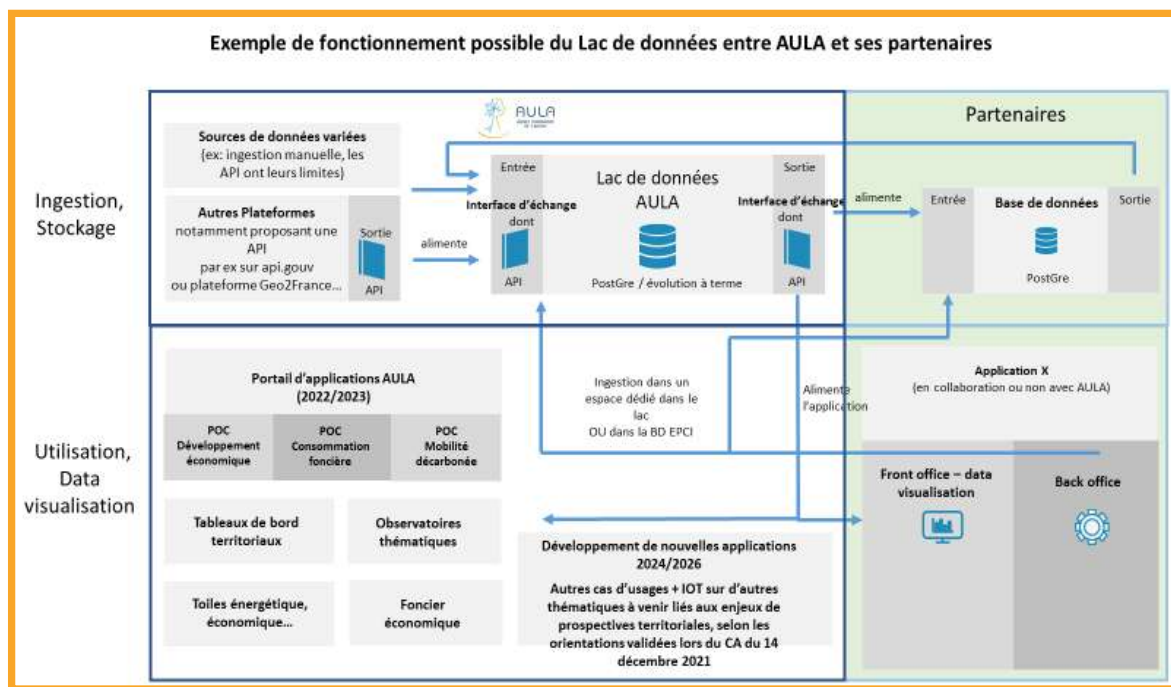 Exemple de fonctionnement possible du Lac de données entre AULA et ses partenaires
AULA
Partenaires
Ingestion,
Stockage
Sources de données variées
(ex: ingestion manuelle, les
API ont leurs limites)
Autres Plateformes
notamment proposant une
API
par ex sur api.gouv
ou plateforme Geo2France...
Sortie
API
alimente
Entrée
Interface d'échange
dont
API
Lac de données
AULA
PostGre / évolution à terme
Sortie
Interface d'échange
dont
API
alimente
Entrée
Base de données
PostGre
Sortie
Utilisation,
Data
visualisation
Portail d'applications AULA
(2022/2023)
POC
Développement
économique
POC
Consommation
foncière
POC
Mobilité
décarbonée
Tableaux de bord
territoriaux
Observatoires
thématiques
Toiles énergétique,
économique...
Foncier
économique
Ingestion dans un
espace dédié dans le
lac
OU dans la BD EPCI
Alimente
l'application
Développement de nouvelles applications
2024/2026
Autres cas d'usages + IOT sur d'autres
thématiques à venir liés aux enjeux de
prospectives territoriales, selon les
orientations validées lors du CA du 14
décembre 2021
Application X
(en collaboration ou non avec AULA)
Front office – data
visualisation
Back office